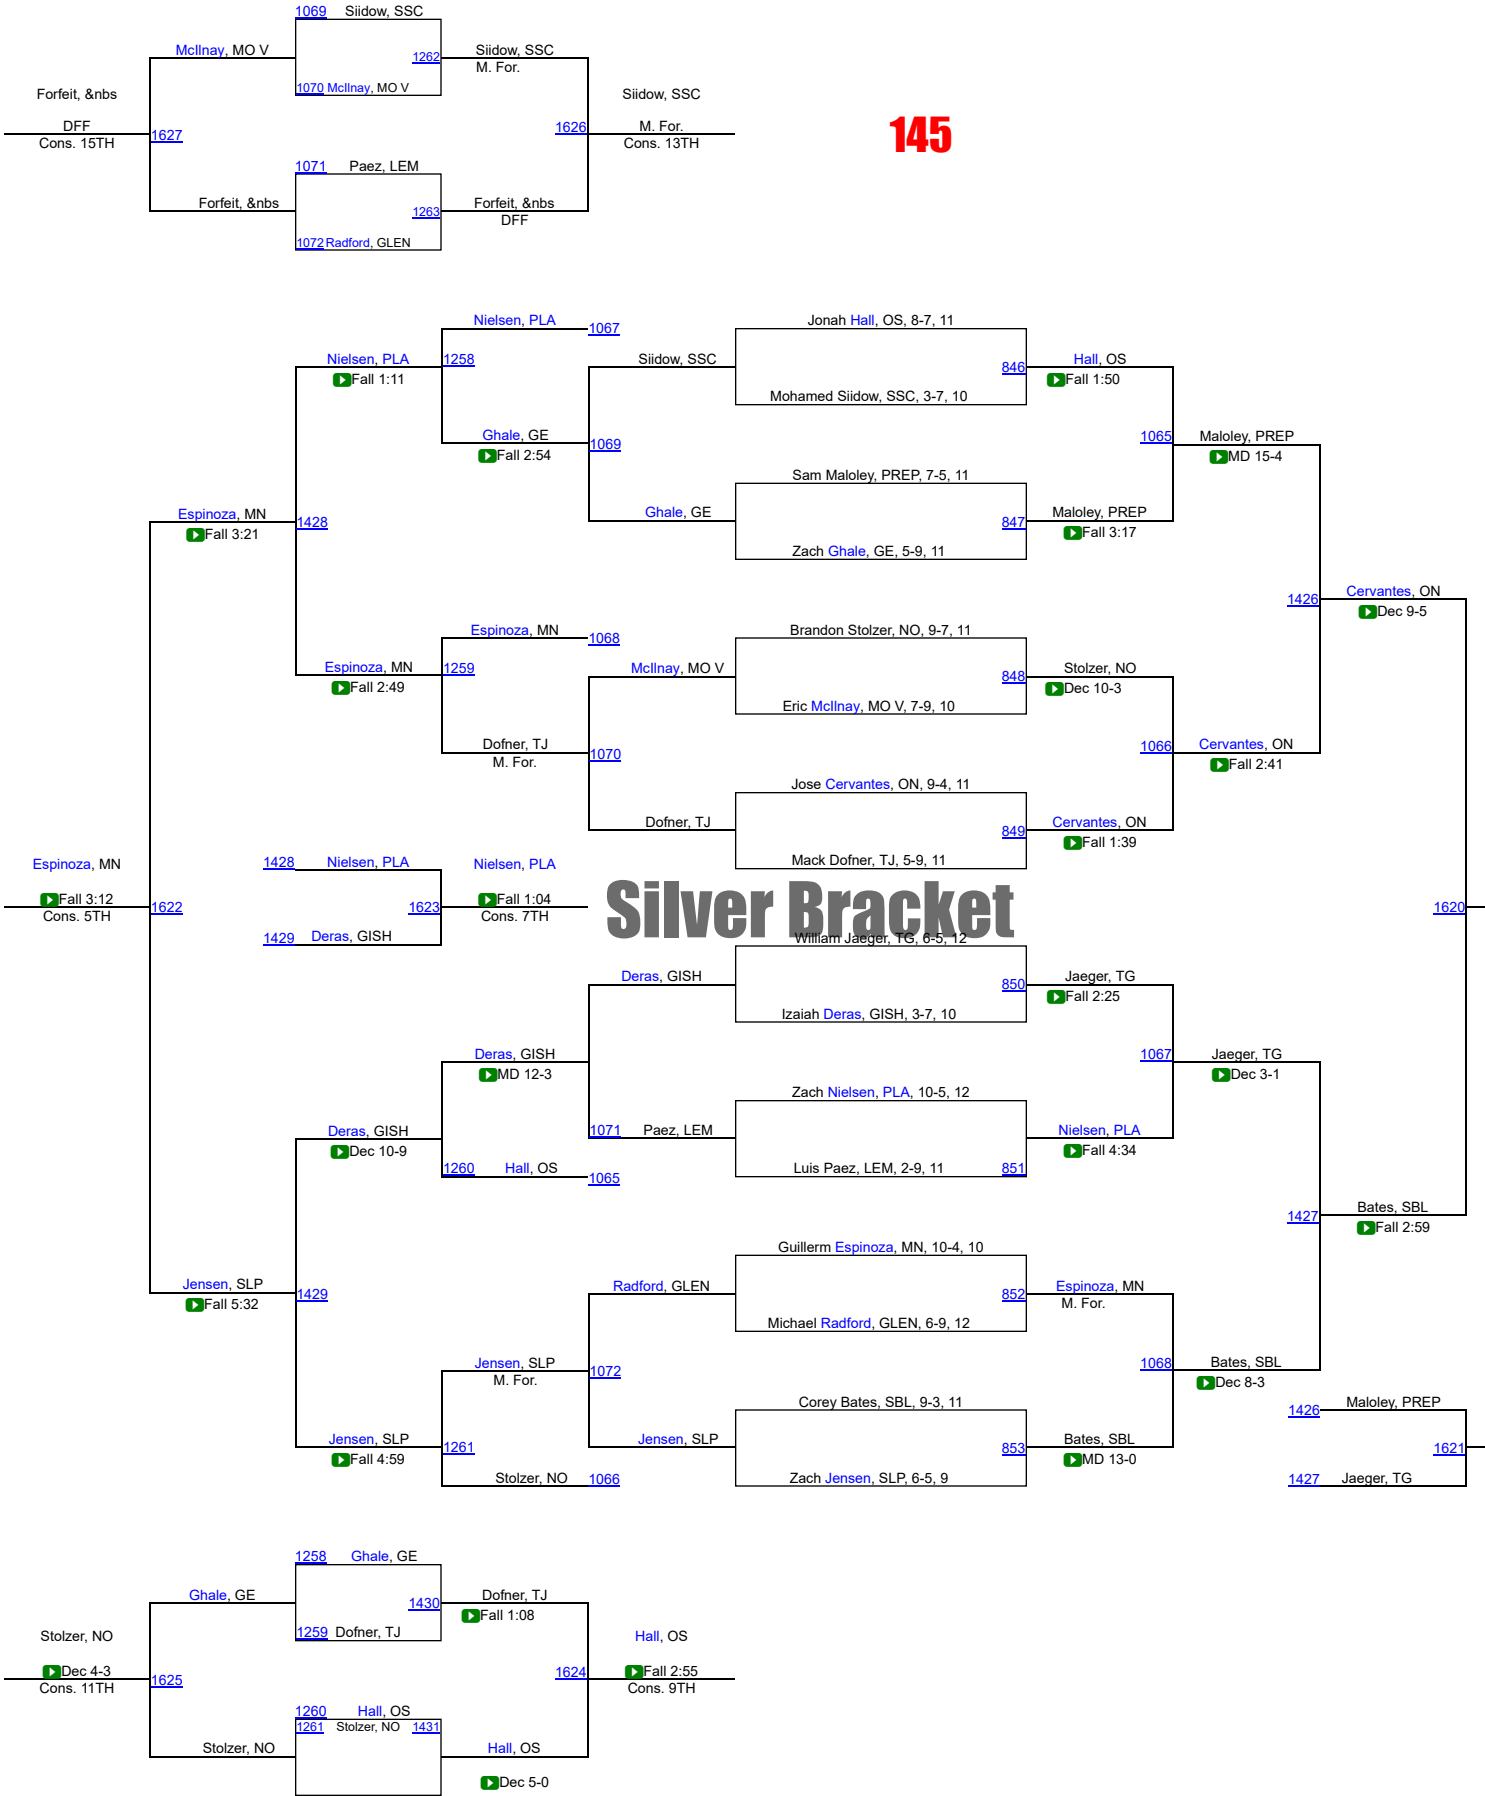 1069 Siidow, SSC
McIlnay, MO V
1262
Siidow, SSC
M. For.
1070 McIlnay, MO V
Forfeit, &nbs
Siidow, SSC
DFF
1627
1626
M. For.
Cons. 15TH
Cons. 13TH
145
1071 Paez, LEM
Forfeit, &nbs
1263
Forfeit, &nbs
DFF
1072 Radford, GLEN
Nielsen, PLA
1067
Jonah Hall, OS, 8-7, 11
Nielsen, PLA
1258
Siidow, SSC
846
Hall, OS
Fall 1:11
Fall 1:50
Mohamed Siidow, SSC, 3-7, 10
Ghale, GE
1069
1065
Maloley, PREP
Fall 2:54
MD 15-4
Sam Maloley, PREP, 7-5, 11
Espinoza, MN
1428
Ghale, GE
847
Maloley, PREP
Fall 3:21
Fall 3:17
Zach Ghale, GE, 5-9, 11
1426
Cervantes, ON
Dec 9-5
Espinoza, MN
1068
Brandon Stolzer, NO, 9-7, 11
Espinoza, MN
1259
McIlnay, MO V
848
Stolzer, NO
Fall 2:49
Dec 10-3
Eric McIlnay, MO V, 7-9, 10
Dofner, TJ
1070
1066
Cervantes, ON
M. For.
Fall 2:41
Jose Cervantes, ON, 9-4, 11
Dofner, TJ
849
Cervantes, ON
Fall 1:39
Mack Dofner, TJ, 5-9, 11
Espinoza, MN
1428
Nielsen, PLA
Nielsen, PLA
Fall 3:12
1622
1623
Fall 1:04
Cons. 5TH
Cons. 7TH
Silver Bracket
1620
1429
Deras, GISH
William Jaeger, TG, 6-5, 12
Deras, GISH
850
Jaeger, TG
Fall 2:25
Izaiah Deras, GISH, 3-7, 10
Deras, GISH
1067
Jaeger, TG
MD 12-3
Dec 3-1
Zach Nielsen, PLA, 10-5, 12
Deras, GISH
1071
Paez, LEM
Nielsen, PLA
Dec 10-9
Fall 4:34
1260
Hall, OS
1065
Luis Paez, LEM, 2-9, 11
851
1427
Bates, SBL
Fall 2:59
Guillerm Espinoza, MN, 10-4, 10
Jensen, SLP
1429
Radford, GLEN
852
Espinoza, MN
Fall 5:32
M. For.
Michael Radford, GLEN, 6-9, 12
Jensen, SLP
1072
1068
Bates, SBL
M. For.
Dec 8-3
Corey Bates, SBL, 9-3, 11
1426
Maloley, PREP
Jensen, SLP
1261
Jensen, SLP
853
Bates, SBL
1621
Fall 4:59
MD 13-0
Stolzer, NO
1066
Zach Jensen, SLP, 6-5, 9
1427
Jaeger, TG
1258 Ghale, GE
Ghale, GE
1430
Dofner, TJ
Fall 1:08
1259 Dofner, TJ
Stolzer, NO
Hall, OS
Dec 4-3
1625
1624
Fall 2:55
Cons. 11TH
Cons. 9TH
1260 Hall, OS
1261 Stolzer, NO 1431
Stolzer, NO
Hall, OS
Dec 5-0